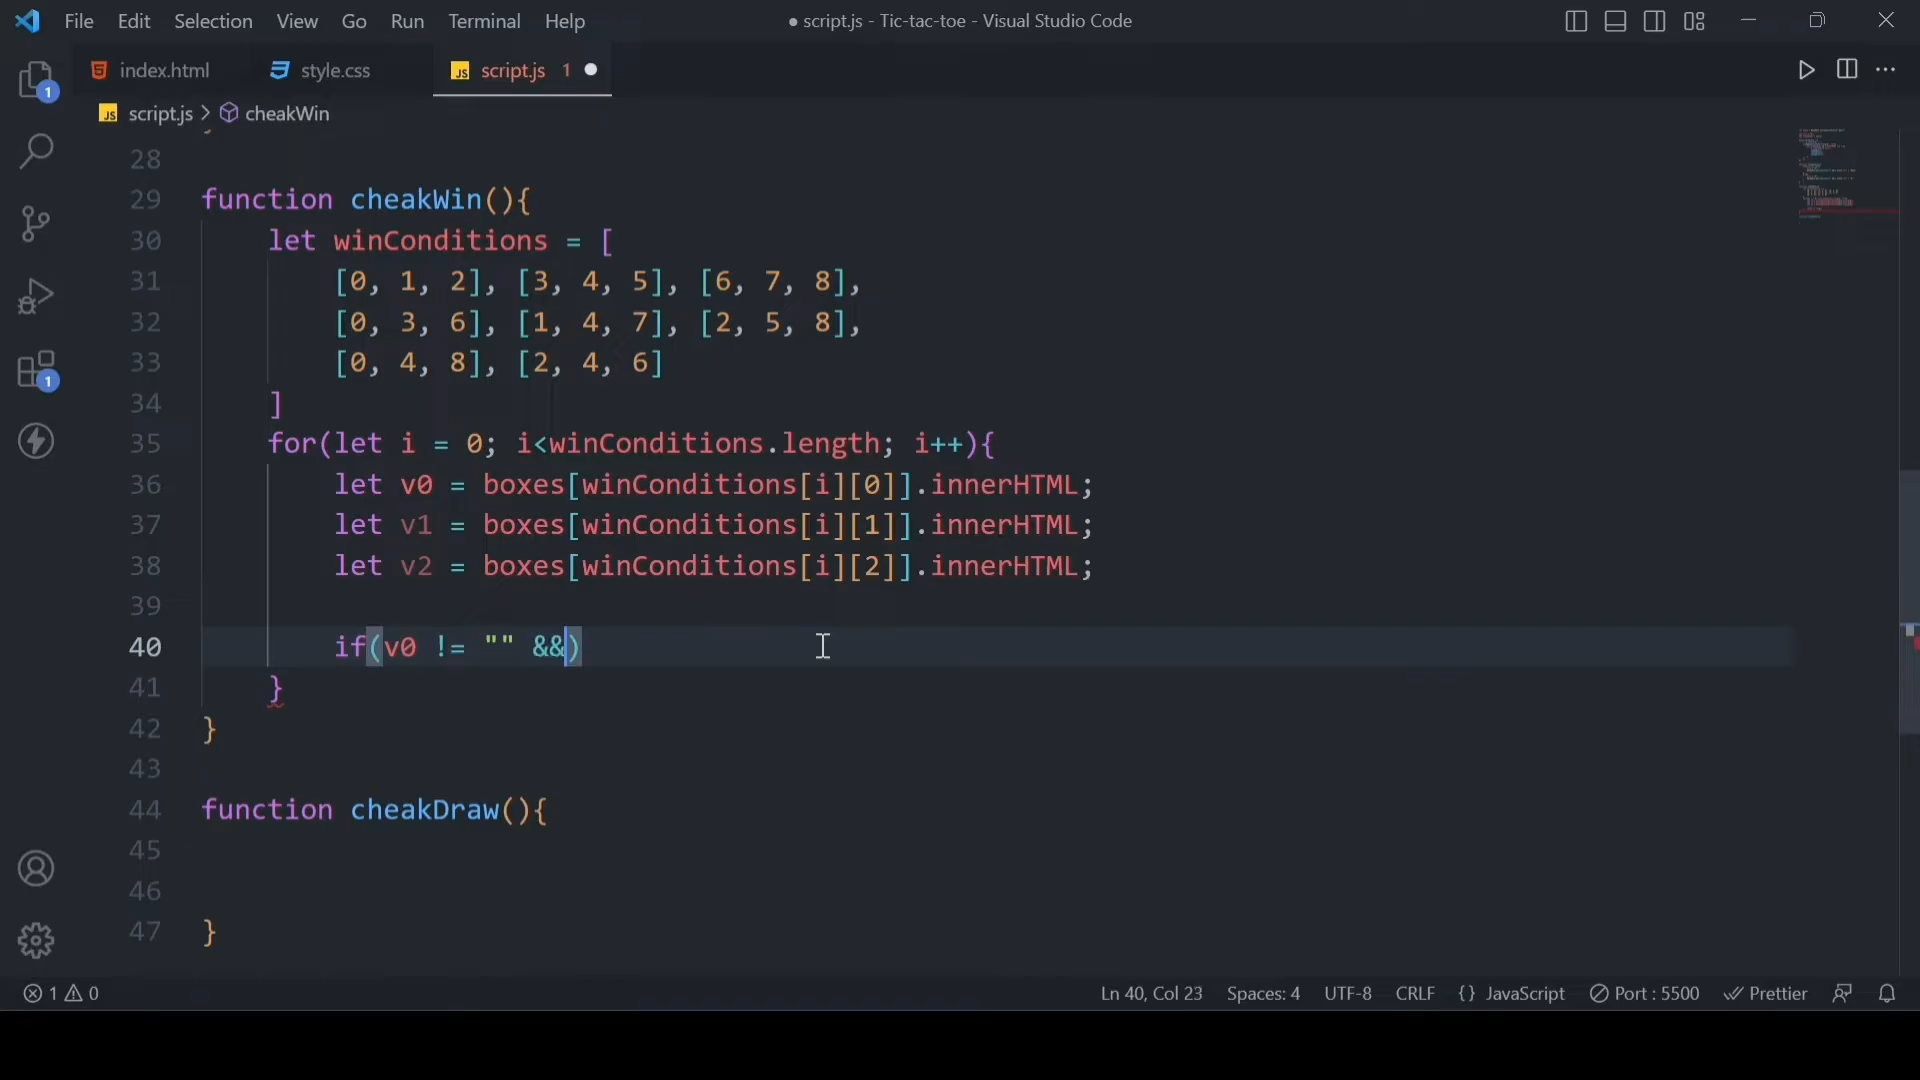 File Edit Selection View Go Run Terminal Help
● script.js - Tic-tac-toe - Visual Studio Code
index.html
style.css
JS script.js 1
1
JS script.js > cheakWin
28
29 function cheakWin(){
30 let winConditions = [
31 [0, 1, 2], [3, 4, 5], [6, 7, 8],
32 [0, 3, 6], [1, 4, 7], [2, 5, 8],
33 [0, 4, 8], [2, 4, 6]
1
34 ]
35 for(let i = 0; i<winConditions.length; i++){
36 let v0 = boxes[winConditions[i][0]].innerHTML;
37 let v1 = boxes[winConditions[i][1]].innerHTML;
38 let v2 = boxes[winConditions[i][2]].innerHTML;
39
40 if(v0 != "" &&)
41 }
42 }
43
44 function cheakDraw(){
45
46
47 }
1 0
Ln 40, Col 23 Spaces: 4 UTF-8 CRLF {} JavaScript Port : 5500 Prettier